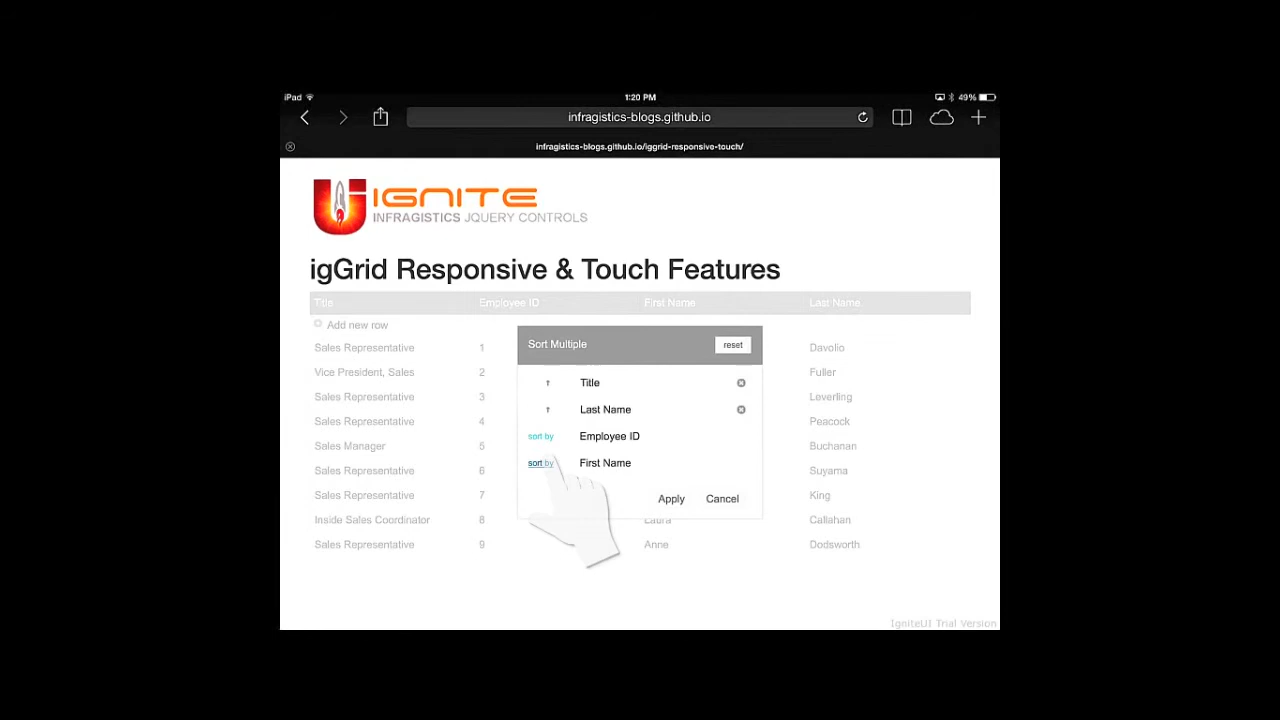 iPad 1:20 PM 49%
infragistics-blogs.github.io
infragistics-blogs.github.io/iggrid-responsive-touch/
IGNITE
INFRAGISTICS JQUERY CONTROLS
igGrid Responsive & Touch Features
Title Employee ID First Name Last Name
Add new row
Sales Representative 1 Davolio
Vice President, Sales 2 Fuller
Sales Representative 3 Leverling
Sales Representative 4 Peacock
Sales Manager 5 Buchanan
Sales Representative 6 Suyama
Sales Representative 7 King
Inside Sales Coordinator 8 Laura Callahan
Sales Representative 9 Anne Dodsworth
Sort Multiple reset
Title
Last Name
sort by Employee ID
sort by First Name
Apply Cancel
IgniteUI Trial Version